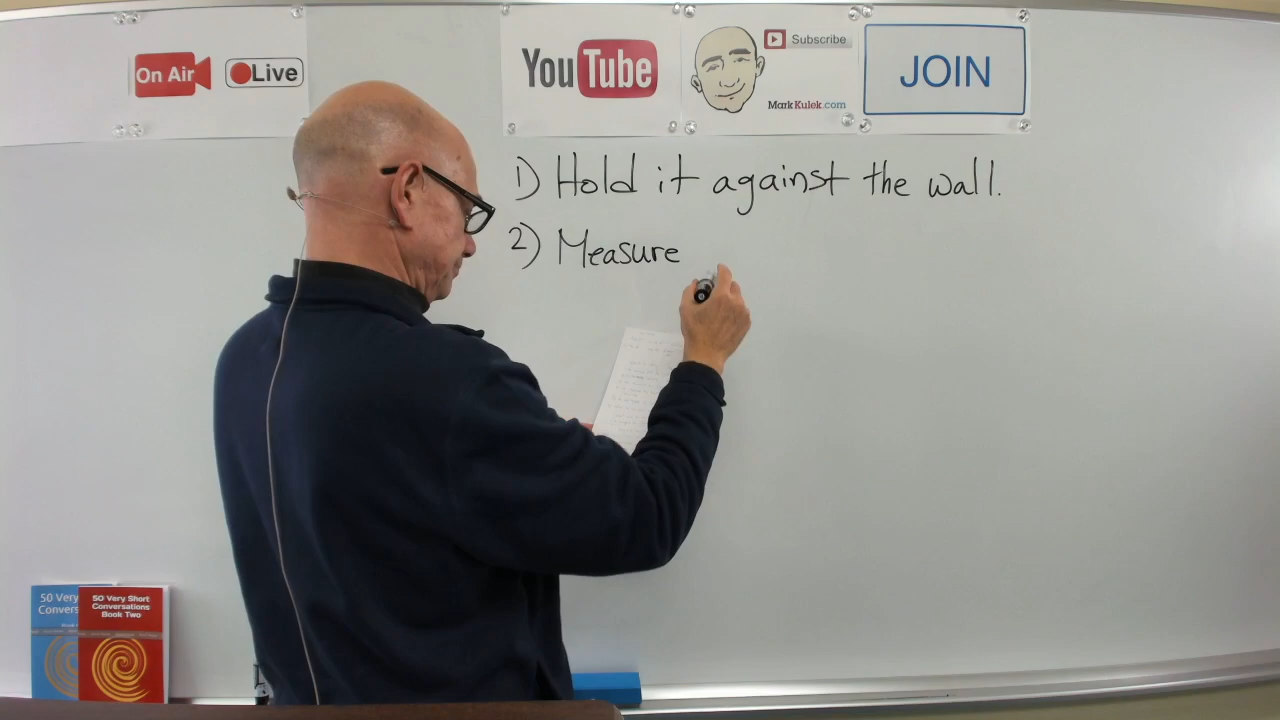 On Air
Live
YouTube
Subscribe
MarkKulek.com
JOIN
1) Hold it against the wall.
2) Measure
50 Very
Convers
50 Very Short
Conversations
Book Two